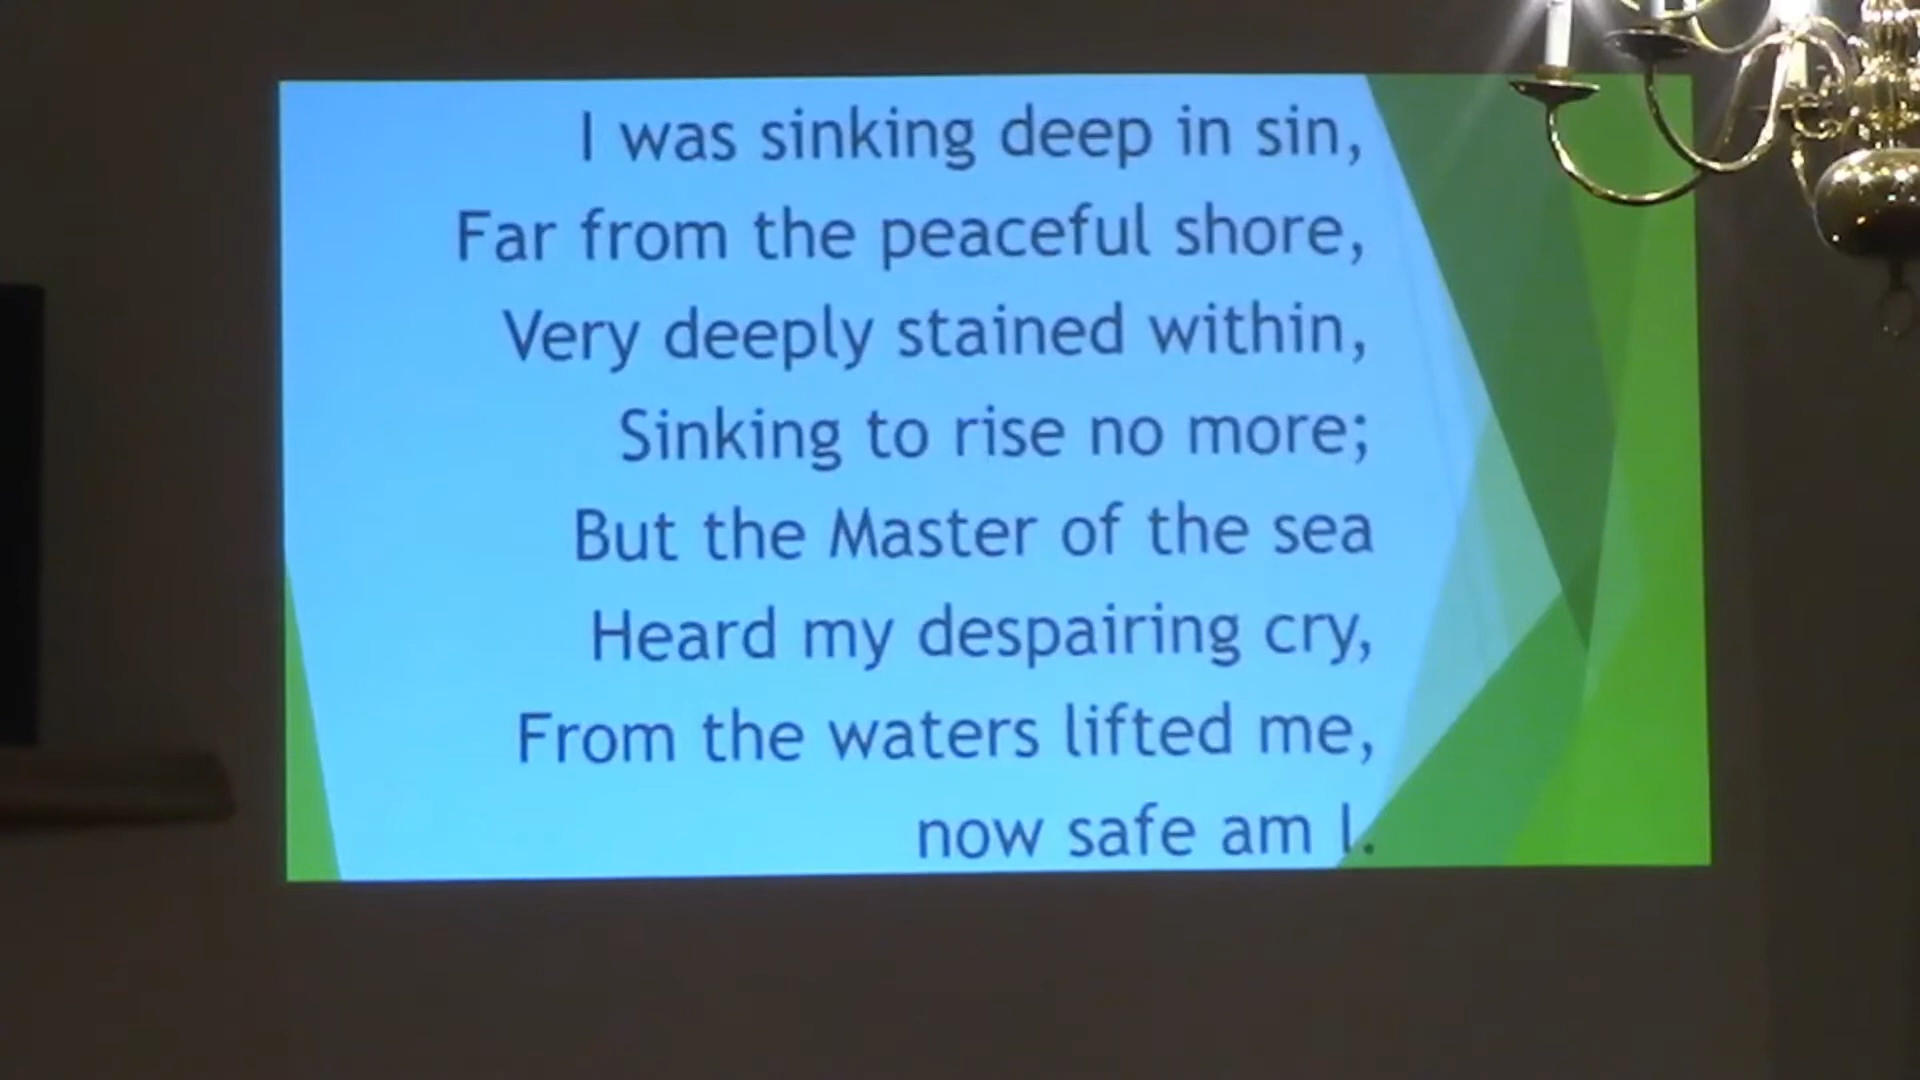 I was sinking deep in sin,
Far from the peaceful shore,
Very deeply stained within,
Sinking to rise no more;
But the Master of the sea
Heard my despairing cry,
From the waters lifted me,
now safe am I.